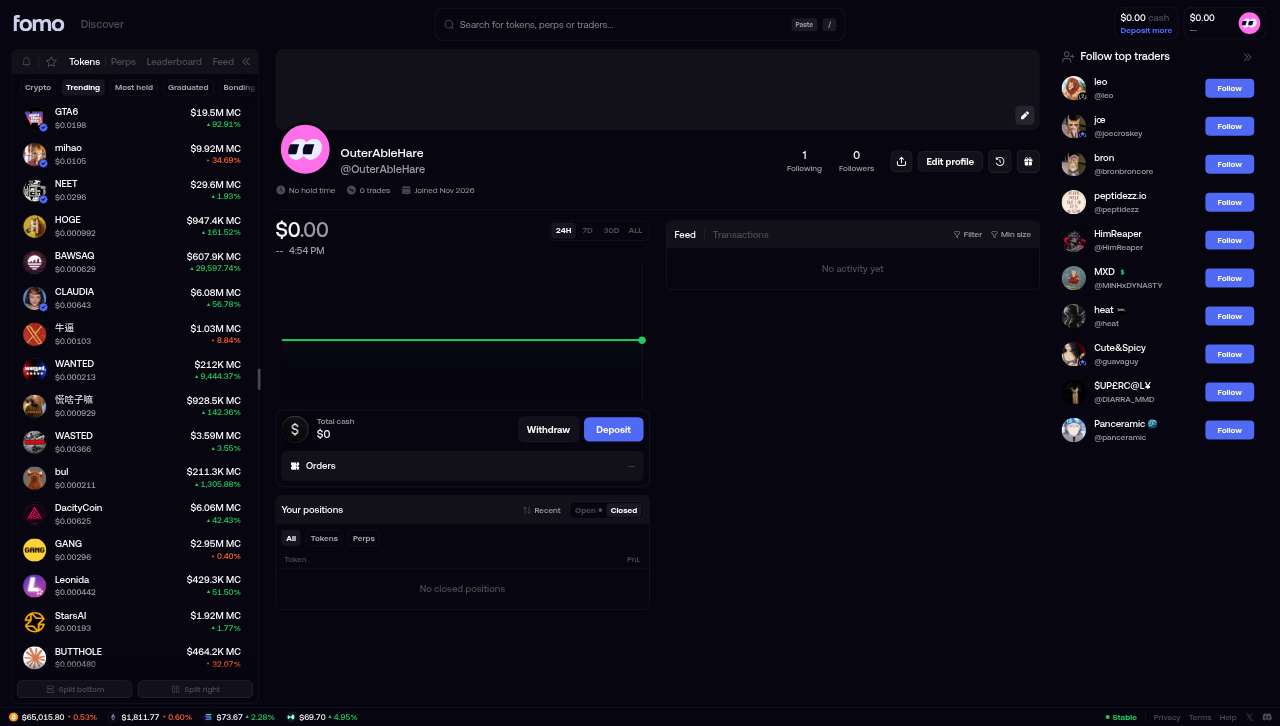 fomo
Discover
Search for tokens, perps or traders...
Paste
/
$0.00 cash
Deposit more
$0.00
—
Tokens
Perps
Leaderboard
Feed
Crypto
Trending
Most held
Graduated
Bonding
GTA6 $19.5M MC
$0.0198 92.91%
mihao $9.92M MC
$0.0105 34.69%
NEET $29.6M MC
$0.0296 1.93%
HOGE $947.4K MC
$0.000992 161.52%
BAWSAQ $607.9K MC
$0.000629 29,597.74%
CLAUDIA $6.08M MC
$0.00643 56.78%
牛逼 $1.03M MC
$0.00103 8.84%
WANTED $212K MC
$0.000213 9,444.37%
慌啥子嘛 $928.5K MC
$0.000929 142.36%
WASTED $3.59M MC
$0.00366 3.55%
bul $211.3K MC
$0.000211 1,305.88%
DacityCoin $6.06M MC
$0.00625 42.43%
GANG $2.95M MC
$0.00296 0.40%
Leonida $429.3K MC
$0.000442 51.50%
StarsAI $1.92M MC
$0.00193 1.77%
BUTTHOLE $464.2K MC
$0.000480 32.07%
Split bottom
Split right
OuterAbleHare
@OuterAbleHare
No hold time
0 trades
Joined Nov 2026
1
Following
0
Followers
Edit profile
$0.00
-- 4:54 PM
24H 7D 30D ALL
$
Total cash
$0
Withdraw
Deposit
Orders
—
Your positions
Recent
Open
Closed
All
Tokens
Perps
Token
PnL
No closed positions
Feed
Transactions
Filter
Min size
No activity yet
Follow top traders
leo
@leo
Follow
jce
@joecroskey
Follow
bron
@bronbroncore
Follow
peptidezz.io
@peptidezz
Follow
HimReaper
@HimReaper
Follow
MXD
@MINHxDYNASTY
Follow
heat
@heat
Follow
Cute&Spicy
@guavaguy
Follow
$UP£RC@L¥
@DIARRA_MMD
Follow
Panceramic
@panceramic
Follow
$65,015.80 0.53%
$1,811.77 0.60%
$73.67 2.28%
$69.70 4.95%
Stable
Privacy
Terms
Help